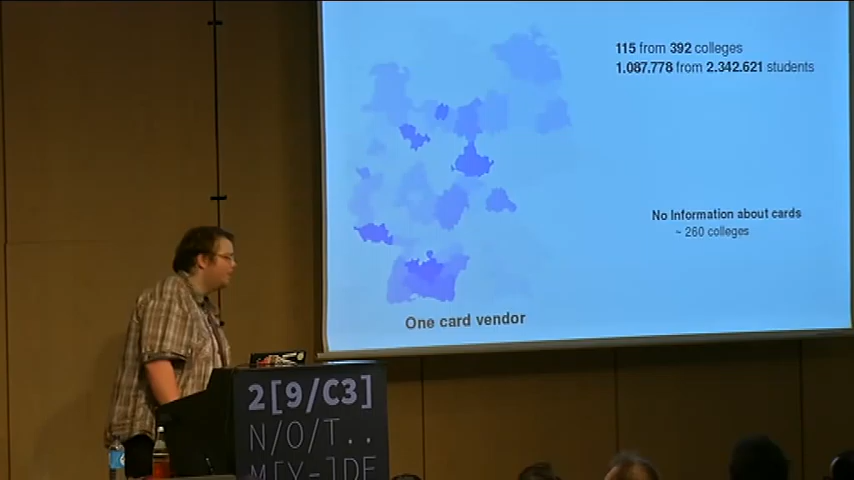 115 from 392 colleges
1.087.778 from 2.342.621 students
No Information about cards
~ 260 colleges
One card vendor
2[9/C3]
N/O/T..
M[Y-]DE